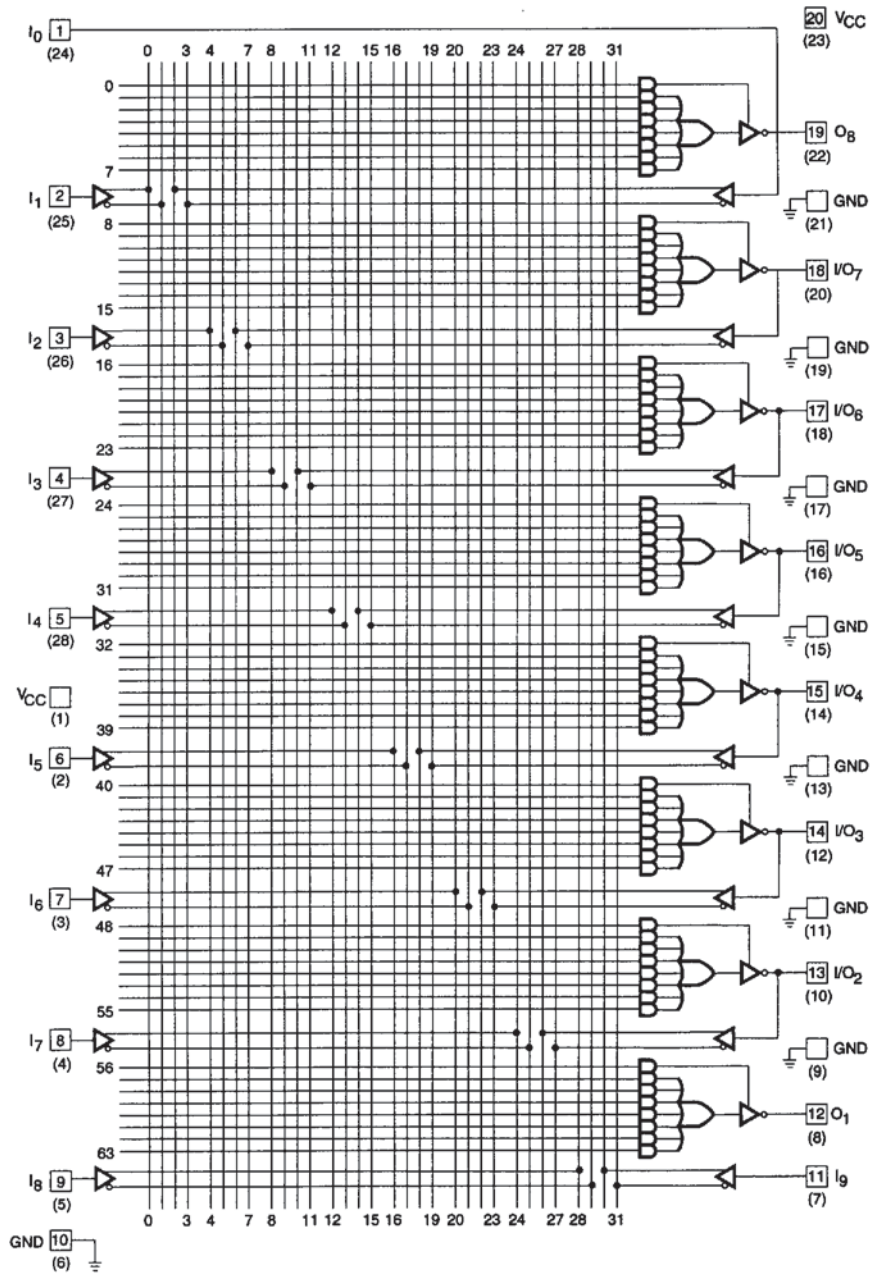 I0 1 20 VCC
(24) (23)
0 3 4 7 8 11 12 15 16 19 20 23 24 27 28 31
0
19 O8
(22)
7
I1 2 GND
(25) (21)
8
18 I/O7
(20)
15
I2 3 GND
(26) (19)
16
17 I/O6
(18)
23
I3 4 GND
(27) (17)
24
16 I/O5
(16)
31
I4 5 GND
(28) (15)
32
VCC 15 I/O4
(1) (14)
39
I5 6 GND
(2) (13)
40
14 I/O3
(12)
47
I6 7 GND
(3) (11)
48
13 I/O2
(10)
55
I7 8 GND
(4) (9)
56
12 O1
(8)
63
I8 9 11 I9
(5) (7)
0 3 4 7 8 11 12 15 16 19 20 23 24 27 28 31
GND 10
(6)